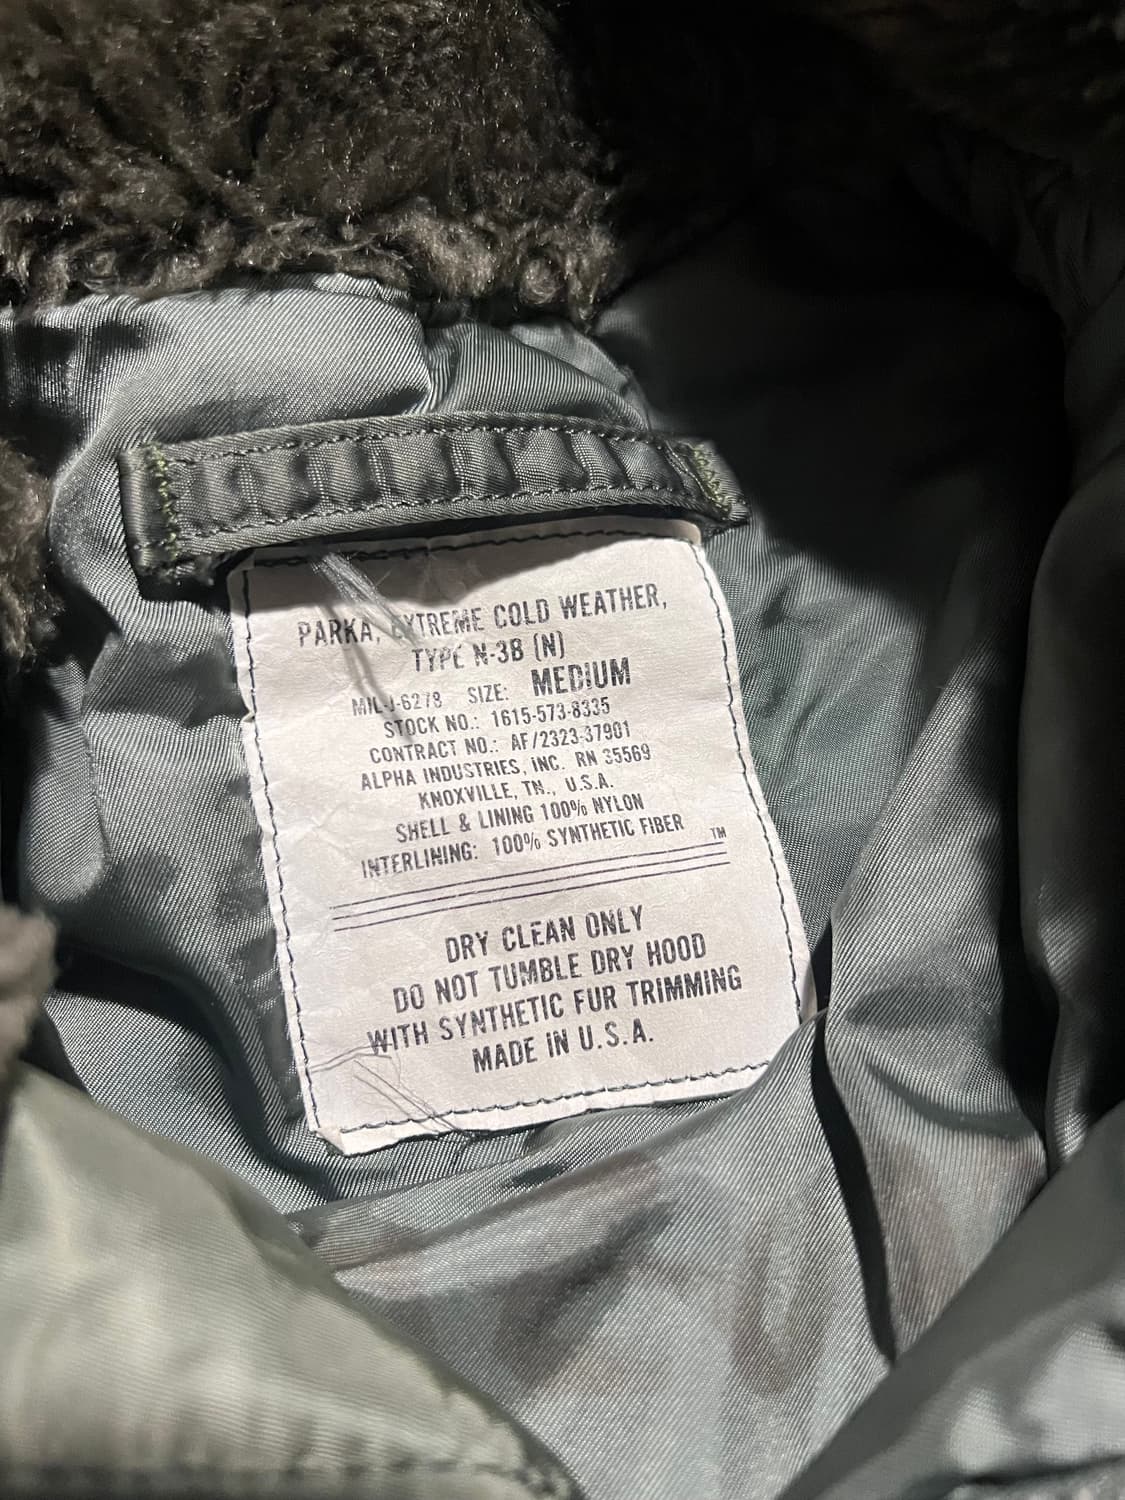 PARKA, EXTREME COLD WEATHER,
TYPE N-3B (N)
MIL-J-6278 SIZE: MEDIUM
STOCK NO.: 1615-573-8335
CONTRACT NO.: AF/2323-37901
ALPHA INDUSTRIES, INC. RN 35569
KNOXVILLE, TN., U.S.A.
SHELL & LINING 100% NYLON
INTERLINING: 100% SYNTHETIC FIBER
TM
DRY CLEAN ONLY
DO NOT TUMBLE DRY HOOD
WITH SYNTHETIC FUR TRIMMING
MADE IN U.S.A.